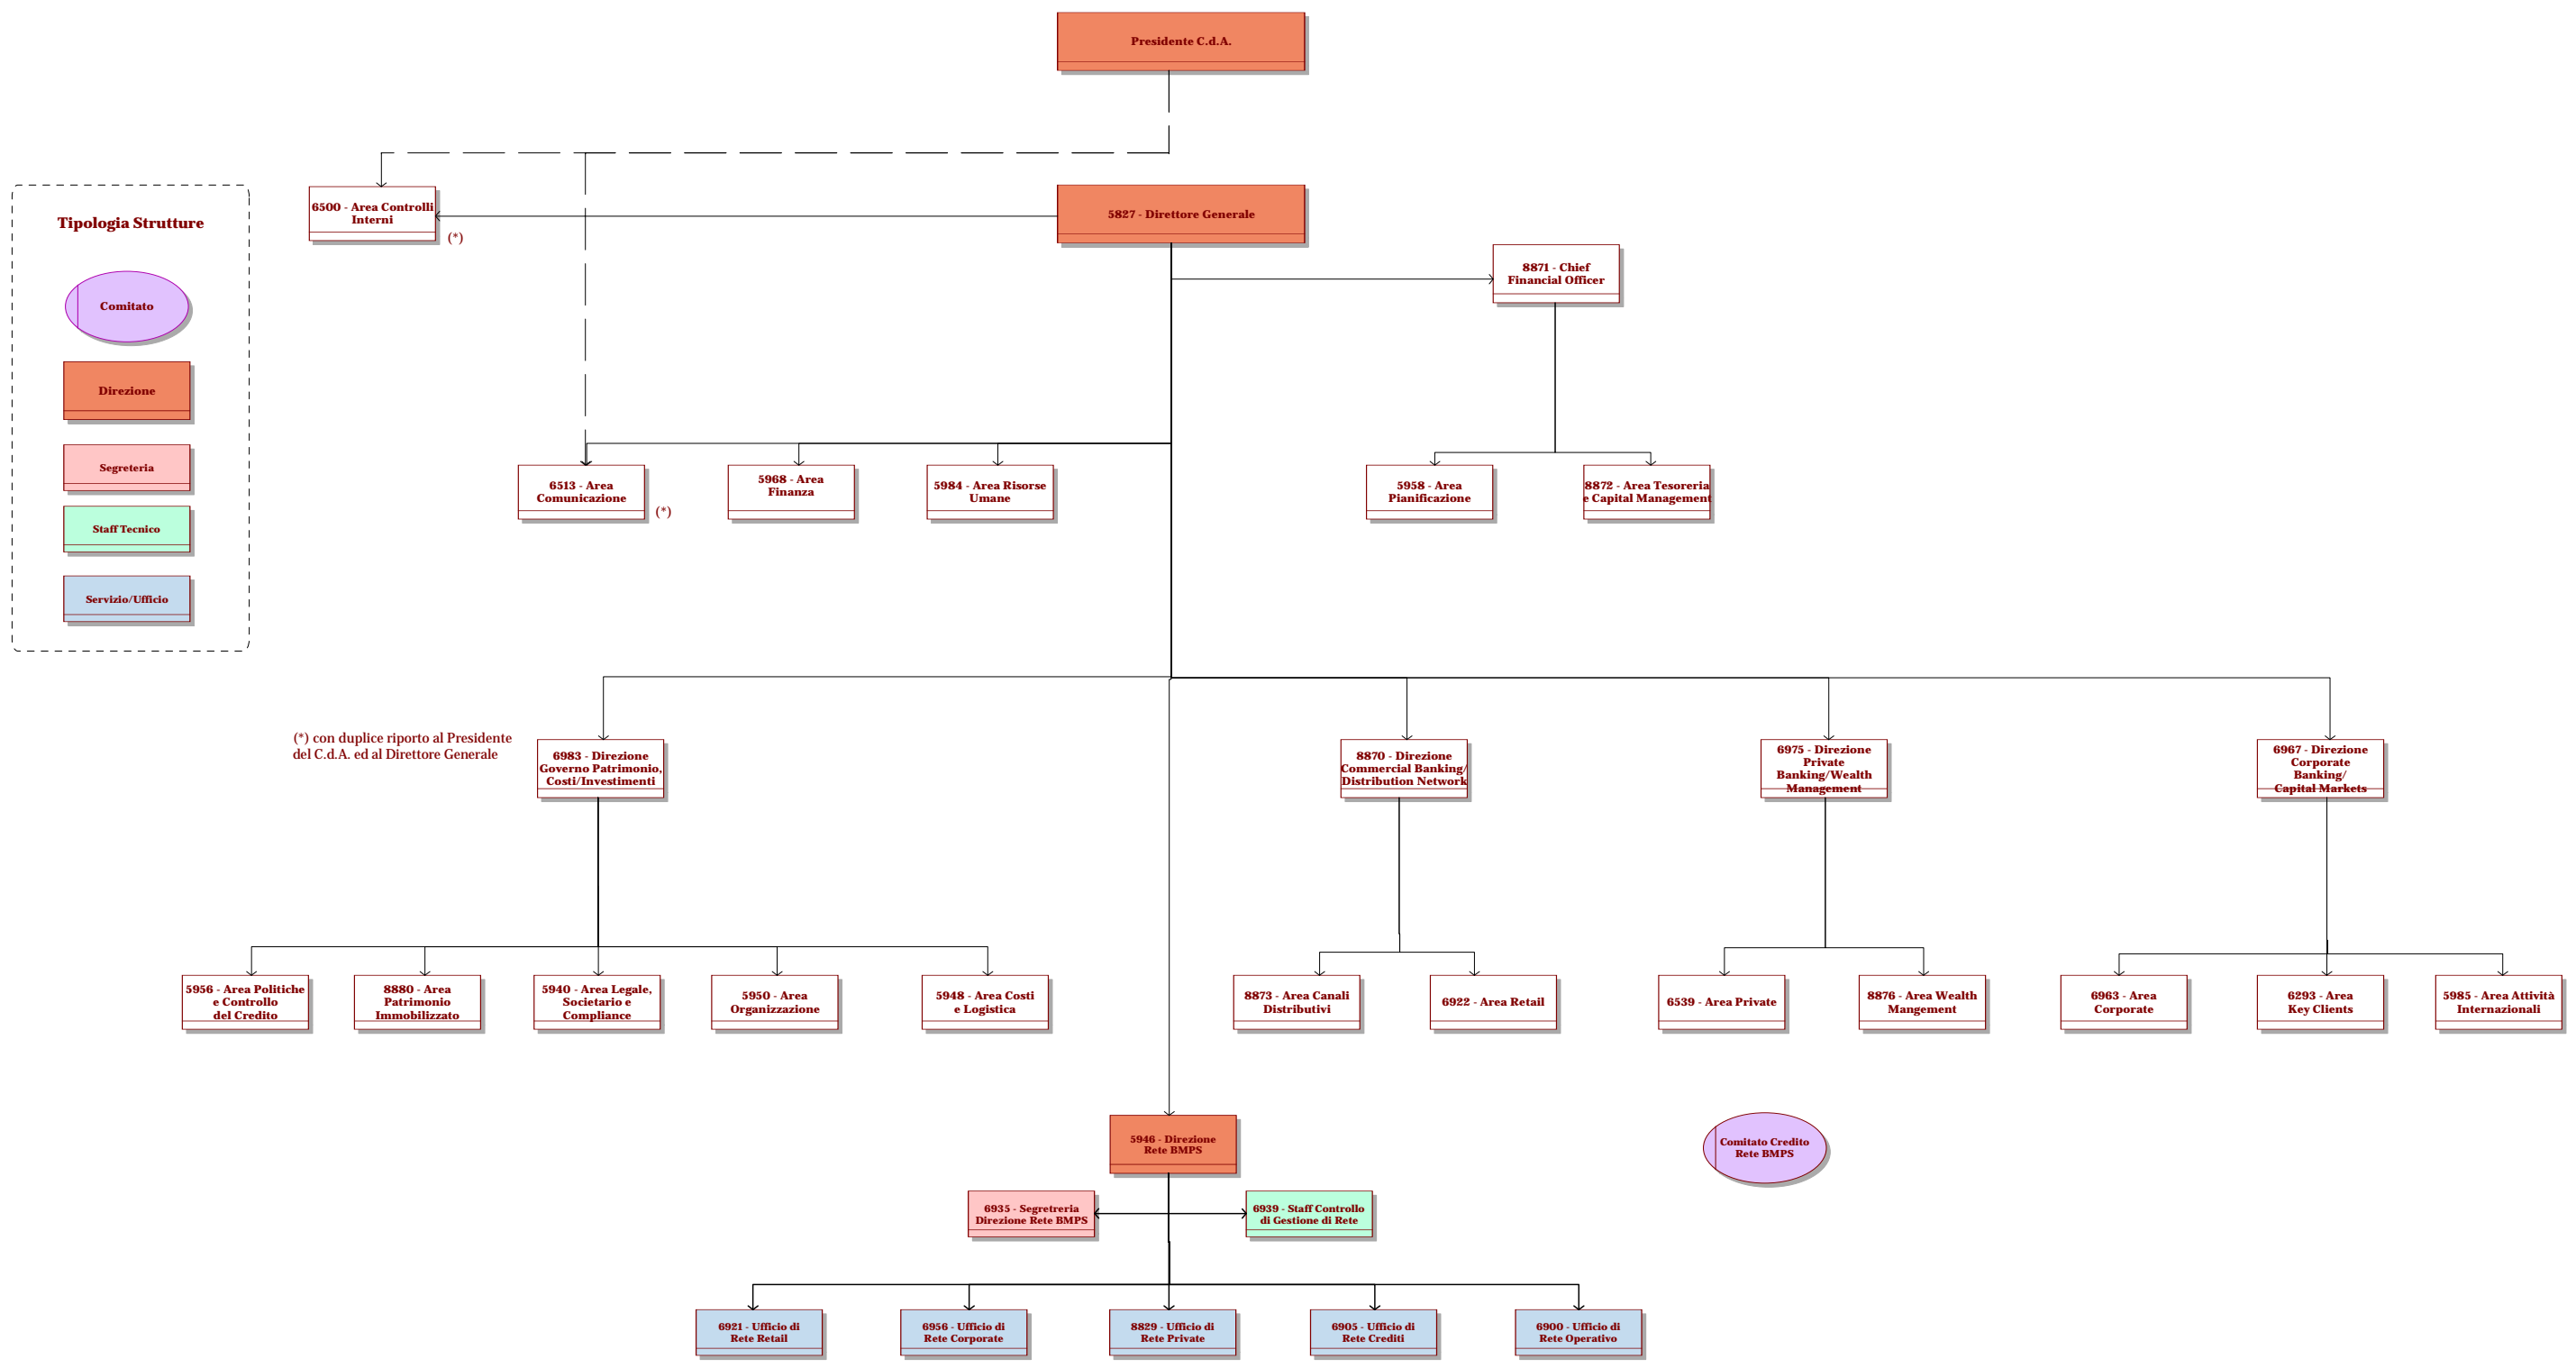 Presidente C.d.A.
6500 - Area Controlli
Interni
(*)
5827 - Direttore Generale
8871 - Chief
Financial Officer
Tipologia Strutture
Comitato
Direzione
Segreteria
Staff Tecnico
Servizio/Ufficio
6513 - Area
Comunicazione
(*)
5968 - Area
Finanza
5984 - Area Risorse
Umane
5958 - Area
Pianificazione
8872 - Area Tesoreria
e Capital Management
(*) con duplice riporto al Presidente
del C.d.A. ed al Direttore Generale
6983 - Direzione
Governo Patrimonio,
Costi/Investimenti
8870 - Direzione
Commercial Banking/
Distribution Network
6975 - Direzione
Private
Banking/Wealth
Management
6967 - Direzione
Corporate
Banking/
Capital Markets
5956 - Area Politiche
e Controllo
del Credito
8880 - Area
Patrimonio
Immobilizzato
5940 - Area Legale,
Societario e
Compliance
5950 - Area
Organizzazione
5948 - Area Costi
e Logistica
8873 - Area Canali
Distributivi
6922 - Area Retail
6539 - Area Private
8876 - Area Wealth
Mangement
6963 - Area
Corporate
6293 - Area
Key Clients
5985 - Area Attività
Internazionali
5946 - Direzione
Rete BMPS
Comitato Credito
Rete BMPS
6935 - Segretreria
Direzione Rete BMPS
6939 - Staff Controllo
di Gestione di Rete
6921 - Ufficio di
Rete Retail
6956 - Ufficio di
Rete Corporate
8829 - Ufficio di
Rete Private
6905 - Ufficio di
Rete Crediti
6900 - Ufficio di
Rete Operativo